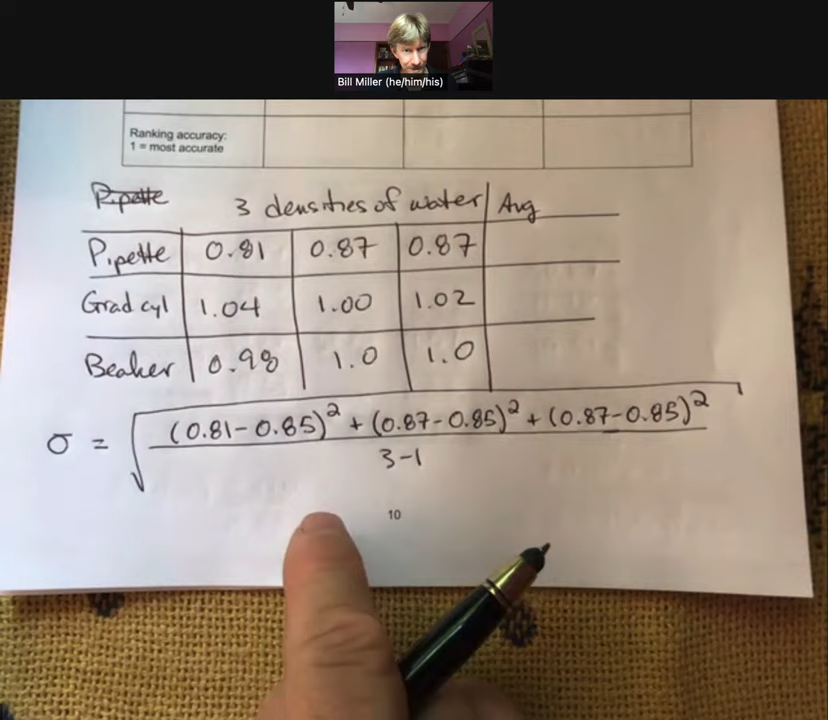 Bill Miller (he/him/his)
Ranking accuracy:
1 = most accurate
Pipette 3 densities of water Avg
Pipette 0.81 0.87 0.87
Grad cyl 1.04 1.00 1.02
Beaker 0.98 1.0 1.0
σ = √ (0.81-0.85)² + (0.87-0.85)² + (0.87-0.85)²
3-1
10